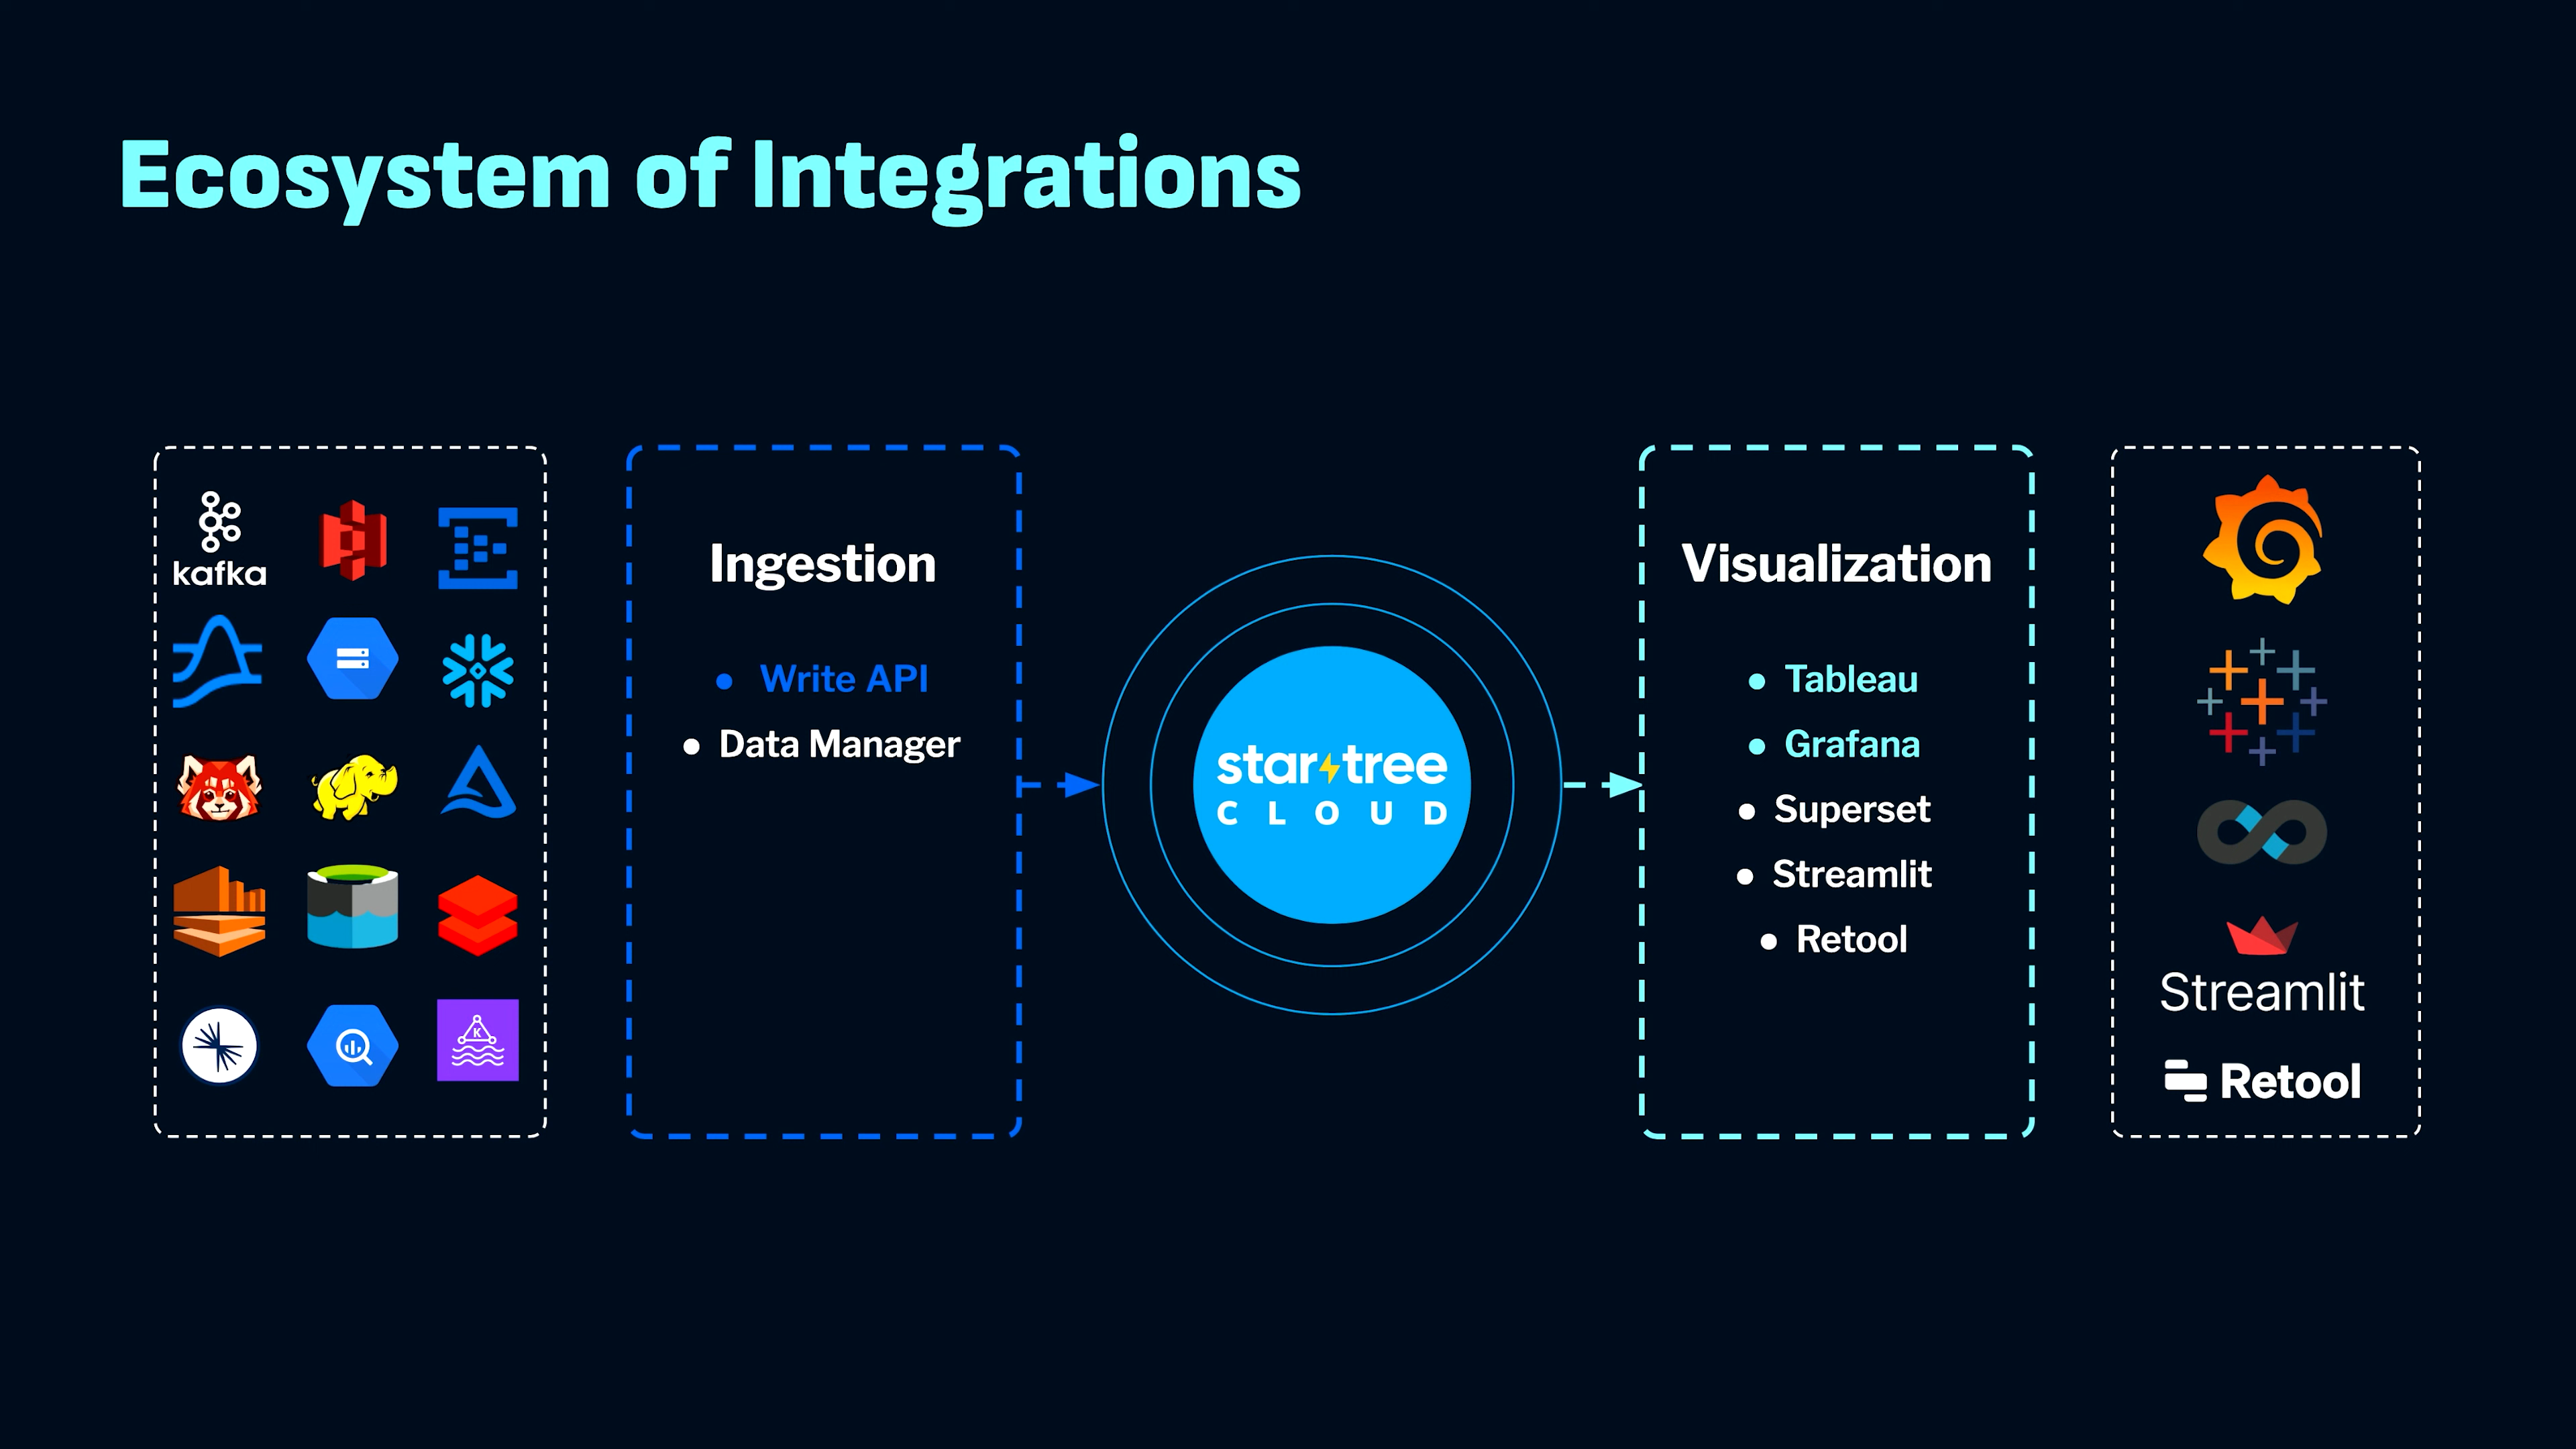 Ecosystem of Integrations
kafka
Ingestion
• Write API
• Data Manager
star tree
CLOUD
Visualization
• Tableau
• Grafana
• Superset
• Streamlit
• Retool
K
Streamlit
Retool